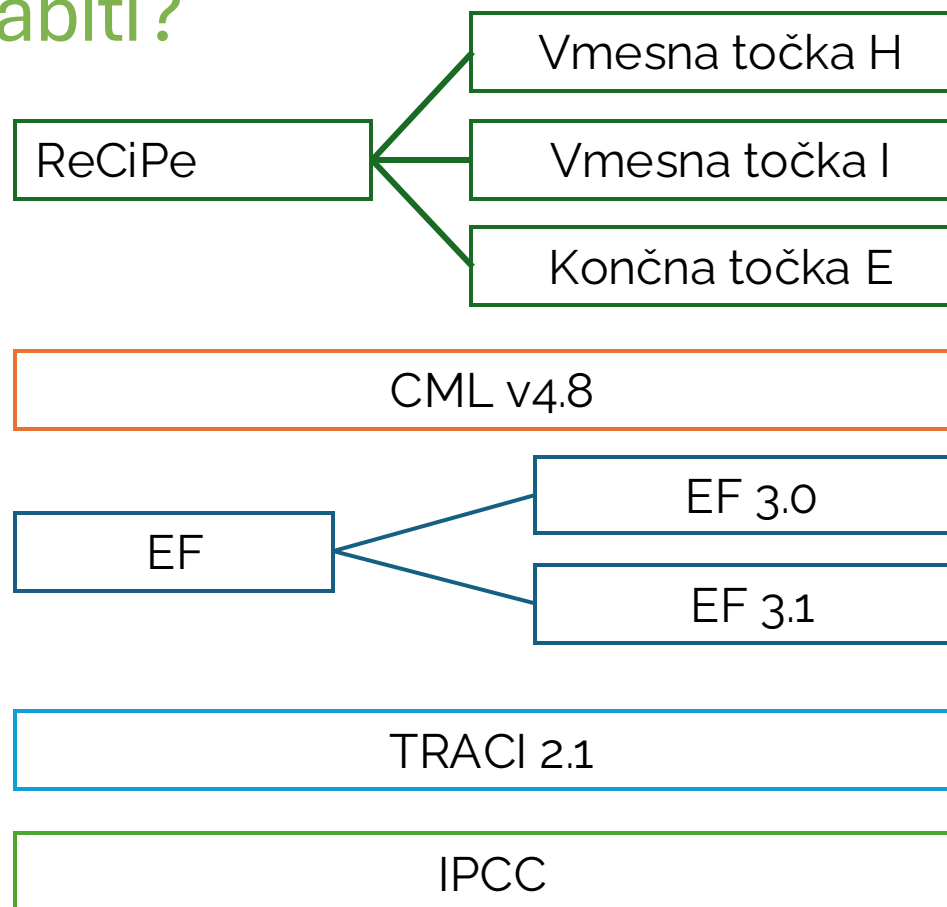 abiti?
Vmesna točka H
ReCiPe
Vmesna točka I
Končna točka E
CML v4.8
EF 3.0
EF
EF 3.1
TRACI 2.1
IPCC